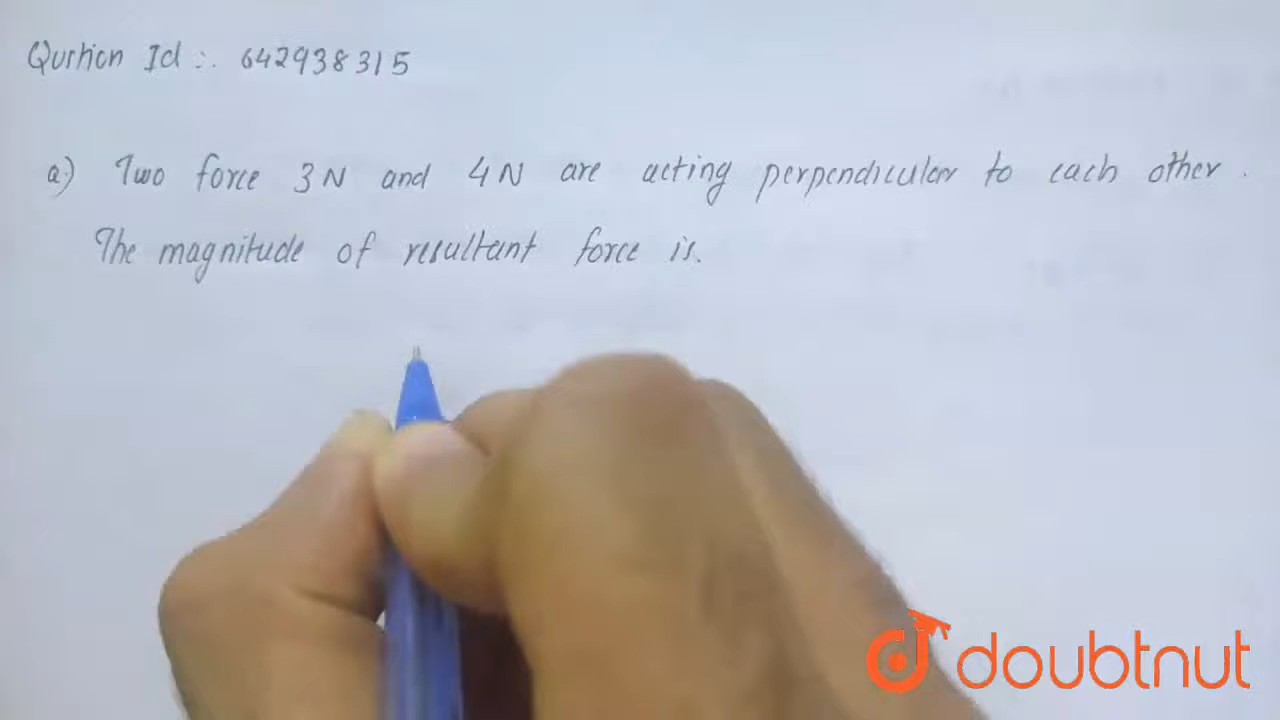 Qurtion Id :. 642938315
a.) Two force 3N and 4N are acting perpendicular to each other.
The magnitude of resultant force is.
doubtnut